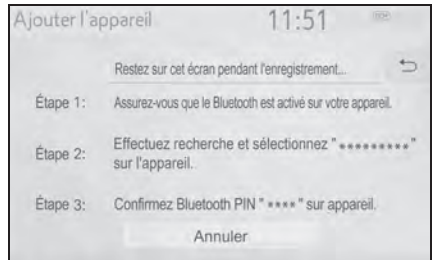 Ajouter l'appareil 11:51
Restez sur cet écran pendant l'enregistrement...
Étape 1: Assurez-vous que le Bluetooth est activé sur votre appareil.
Étape 2: Effectuez recherche et sélectionnez "*********"
sur l'appareil.
Étape 3: Confirmez Bluetooth PIN "****" sur appareil.
Annuler